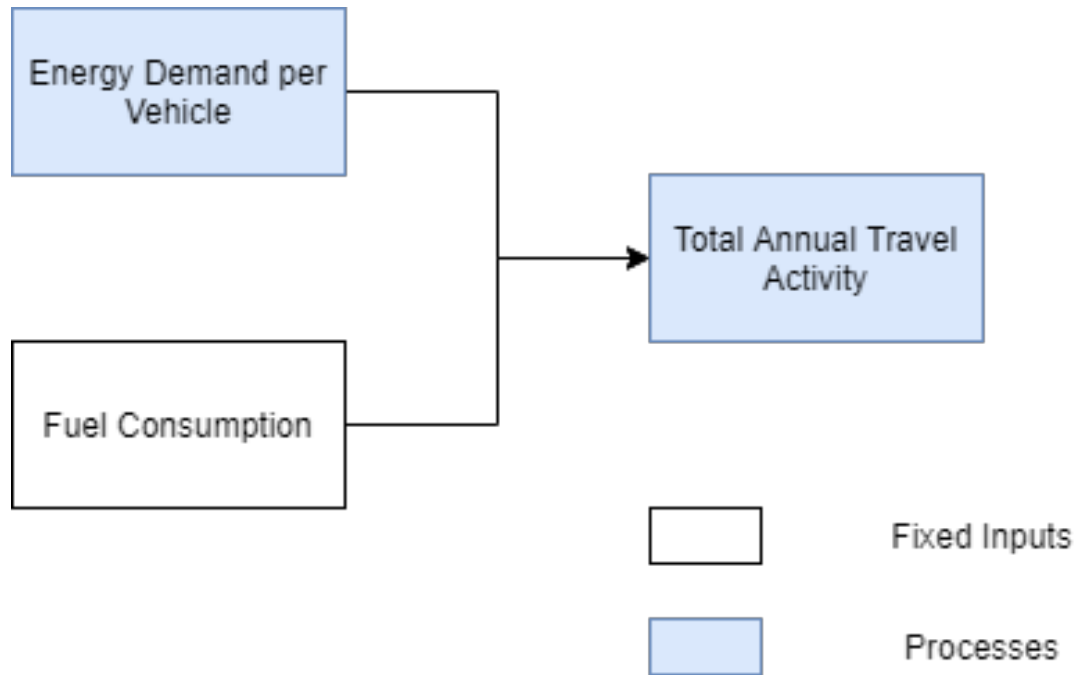 Energy Demand per
Vehicle
Total Annual Travel
Activity
Fuel Consumption
Fixed Inputs
Processes